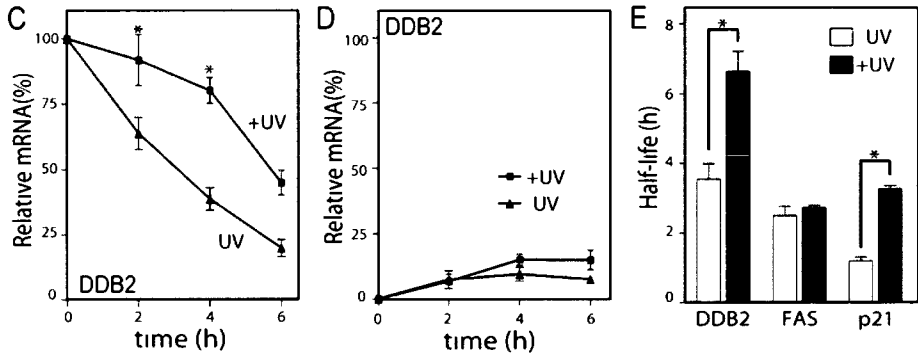 C
*
*
100
75
50
25
0
Relative mRNA(%)
+UV
UV
DDB2
0 2 4 6
time (h)
D
DDB2
100
75
50
25
0
Relative mRNA(%)
+UV
UV
0 2 4 6
time (h)
E
8
6
4
2
0
Half-life (h)
*
*
UV
+UV
DDB2 FAS p21